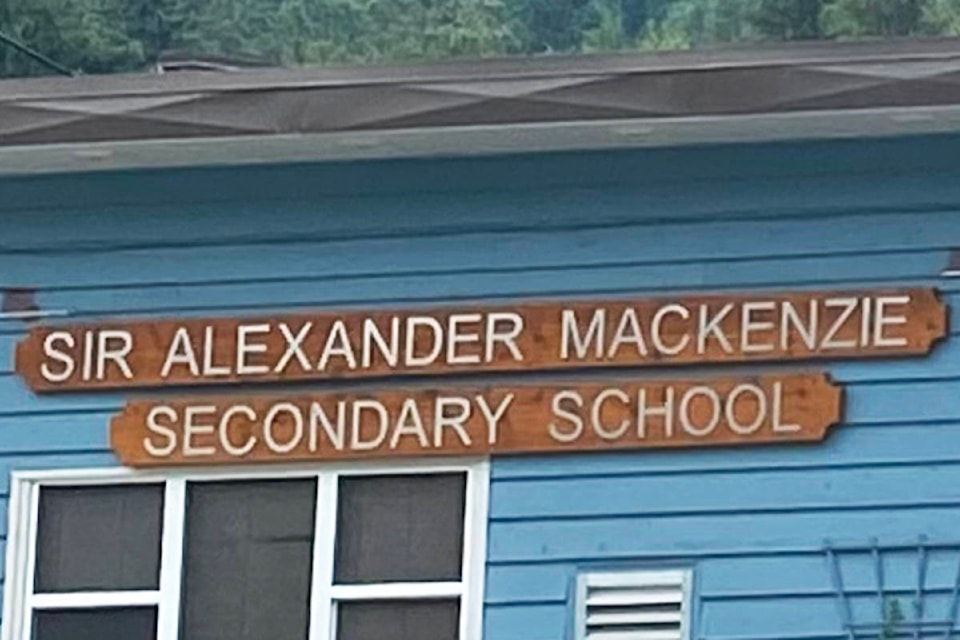 SIR ALEXANDER MACKENZIE
SECONDARY SCHOOL